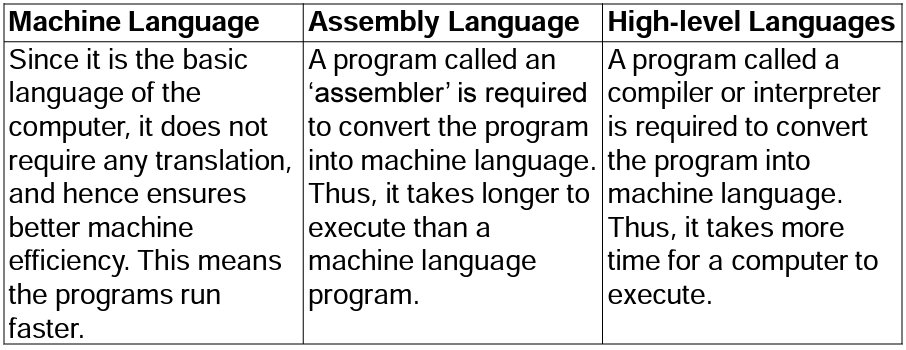 Machine Language
Since it is the basic
language of the
computer, it does not
require any translation,
and hence ensures
better machine
efficiency. This means
the programs run
faster.
Assembly Language
A program called an
‘assembler’ is required
to convert the program
into machine language.
Thus, it takes longer to
execute than a
machine language
program.
High-level Languages
A program called a
compiler or interpreter
is required to convert
the program into
machine language.
Thus, it takes more
time for a computer to
execute.